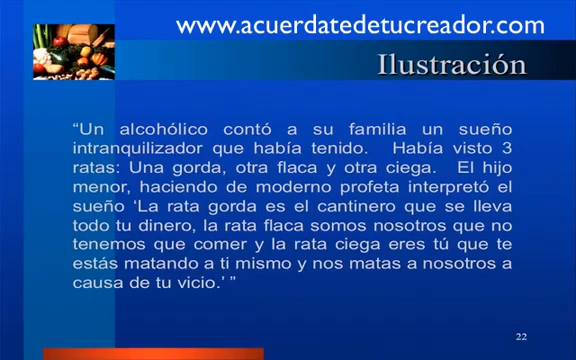 www.acuerdatedetucreador.com
Ilustración
“Un alcohólico contó a su familia un sueño
intranquilizador que había tenido. Había visto 3
ratas: Una gorda, otra flaca y otra ciega. El hijo
menor, haciendo de moderno profeta interpretó el
sueño ‘La rata gorda es el cantinero que se lleva
todo tu dinero, la rata flaca somos nosotros que no
tenemos que comer y la rata ciega eres tú que te
estás matando a ti mismo y nos matas a nosotros a
causa de tu vicio.’ ”
22